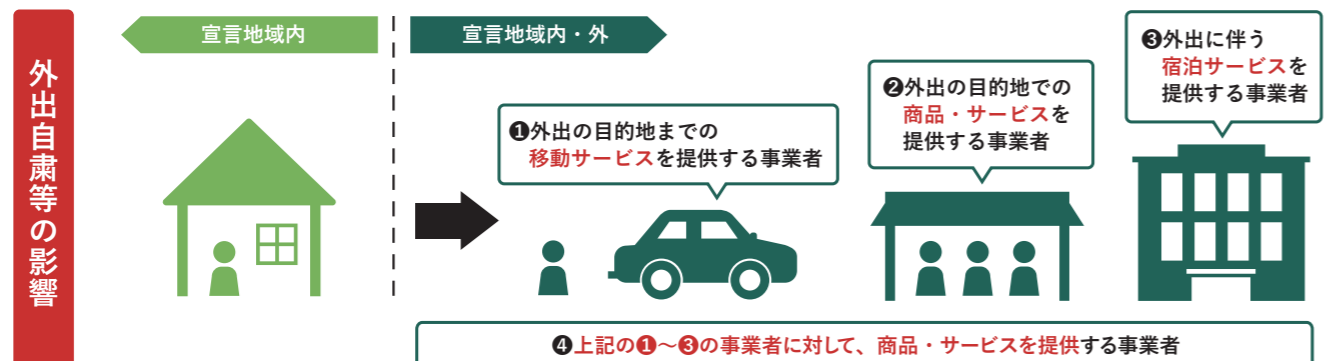 外出自粛等の影響
宣言地域内
宣言地域内・外
❶外出の目的地までの
移動サービスを提供する事業者
❷外出の目的地での
商品・サービスを
提供する事業者
❸外出に伴う
宿泊サービスを
提供する事業者
❹上記の❶～❸の事業者に対して、商品・サービスを提供する事業者